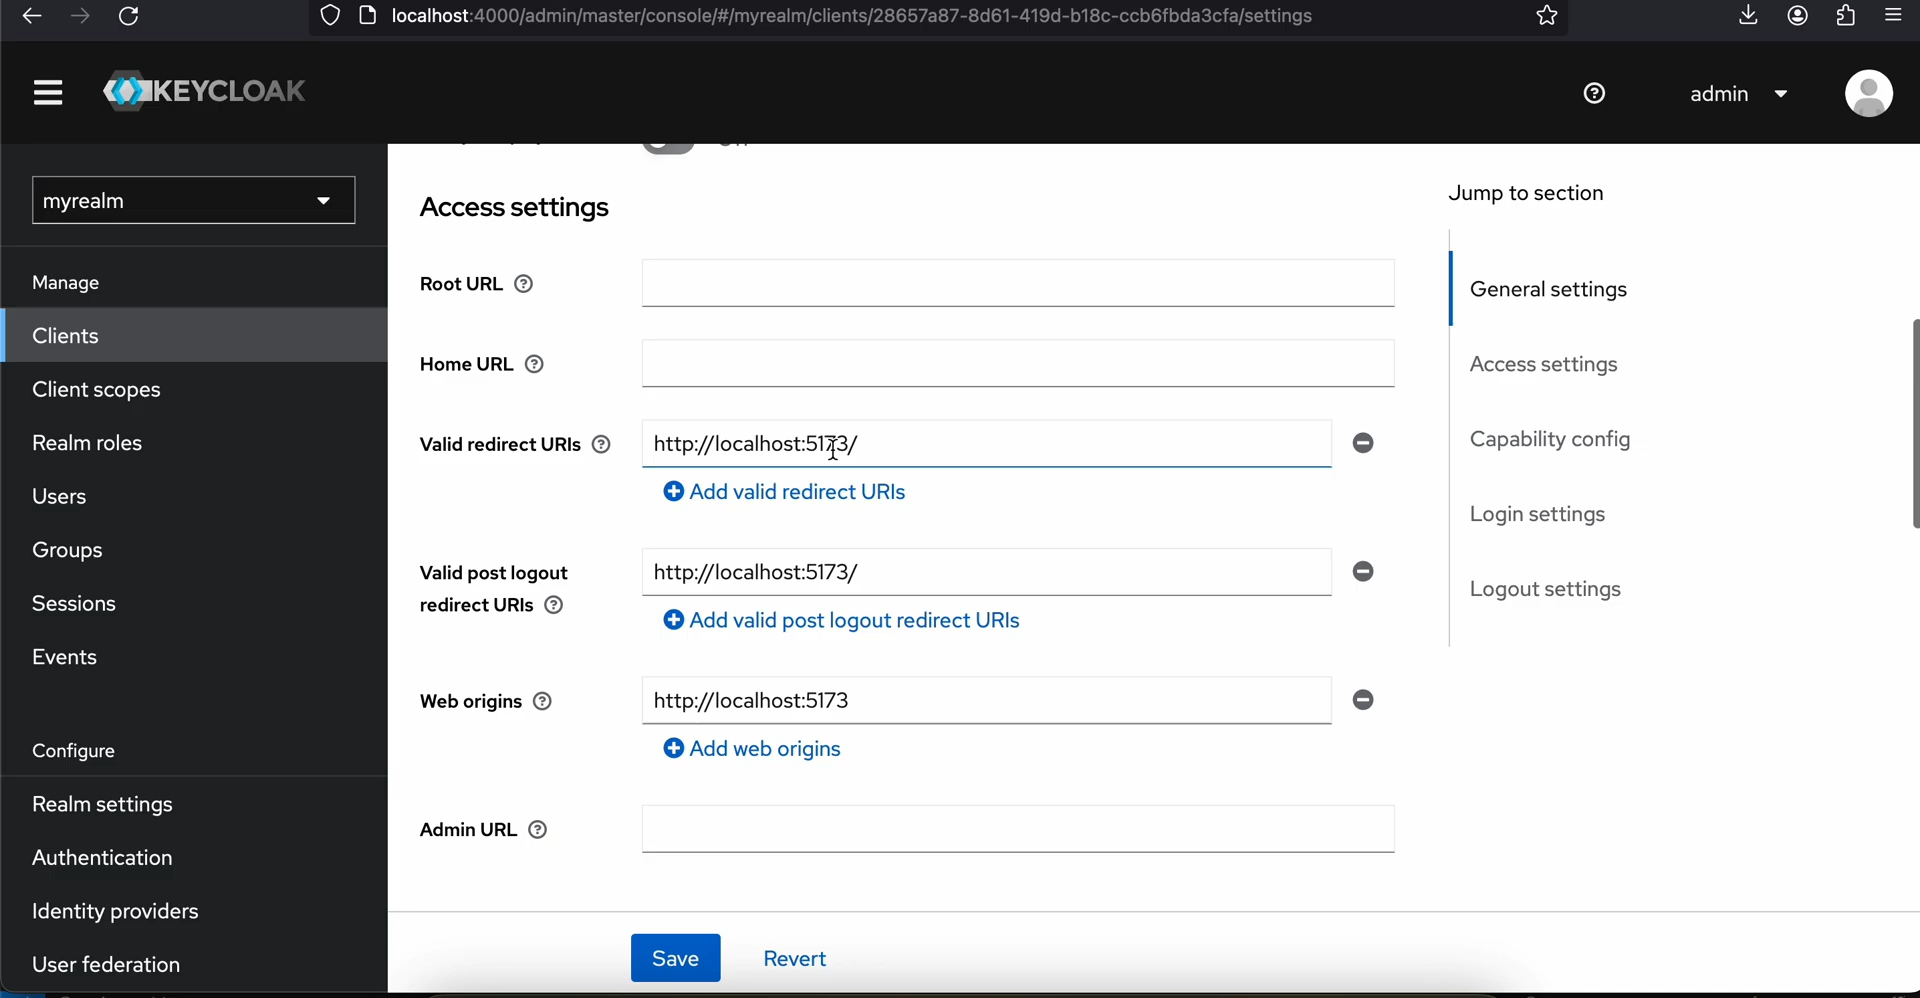 localhost:4000/admin/master/console/#/myrealm/clients/28657a87-8d61-419d-b18c-ccb6fbda3cfa/settings
KEYCLOAK
admin
myrealm
Manage
Clients
Client scopes
Realm roles
Users
Groups
Sessions
Events
Configure
Realm settings
Authentication
Identity providers
User federation
Access settings
Root URL
Home URL
Valid redirect URIs
http://localhost:5173/
Add valid redirect URIs
Valid post logout
redirect URIs
http://localhost:5173/
Add valid post logout redirect URIs
Web origins
http://localhost:5173
Add web origins
Admin URL
Save Revert
Jump to section
General settings
Access settings
Capability config
Login settings
Logout settings